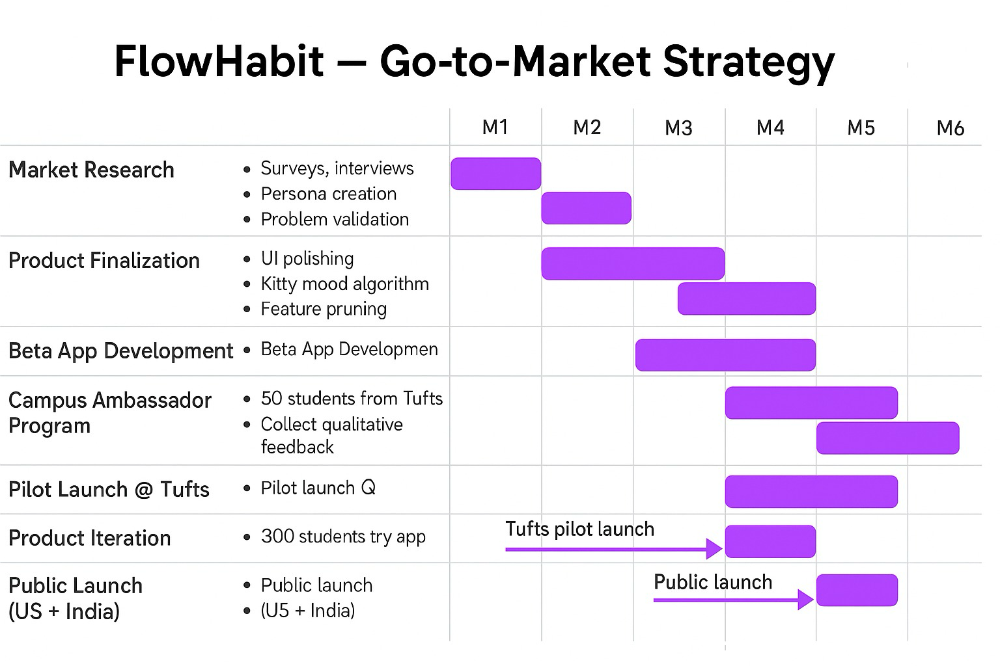 FlowHabit — Go-to-Market Strategy
M1 M2 M3 M4 M5 M6
Market Research
• Surveys, interviews
• Persona creation
• Problem validation
Product Finalization
• UI polishing
• Kitty mood algorithm
• Feature pruning
Beta App Development
• Beta App Developmen
Campus Ambassador
Program
• 50 students from Tufts
• Collect qualitative
feedback
Pilot Launch @ Tufts
• Pilot launch Q
Product Iteration
• 300 students try app
Tufts pilot launch
Public Launch
(US + India)
• Public launch
• (U5 + India)
Public launch